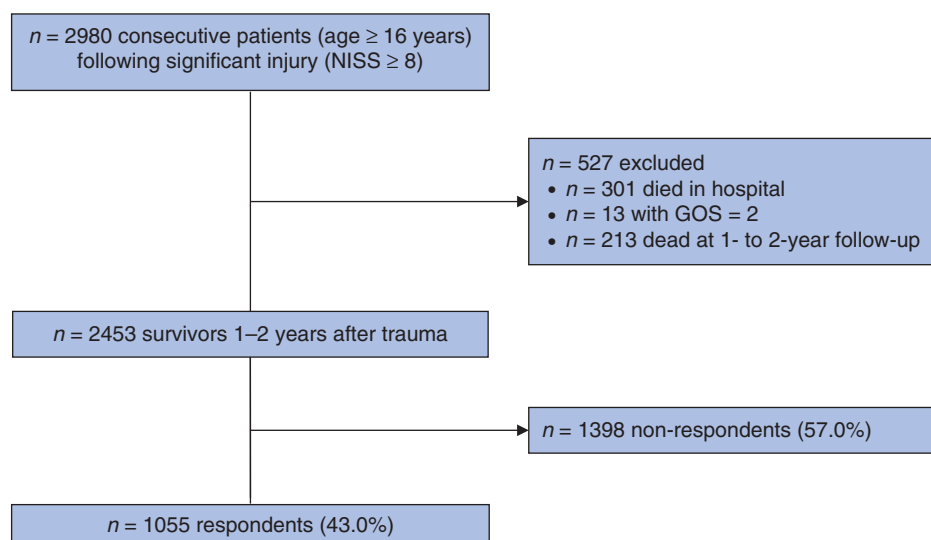 n = 2980 consecutive patients (age ≥ 16 years)
following significant injury (NISS ≥ 8)
n = 527 excluded
• n = 301 died in hospital
• n = 13 with GOS = 2
• n = 213 dead at 1- to 2-year follow-up
n = 2453 survivors 1–2 years after trauma
n = 1398 non-respondents (57.0%)
n = 1055 respondents (43.0%)